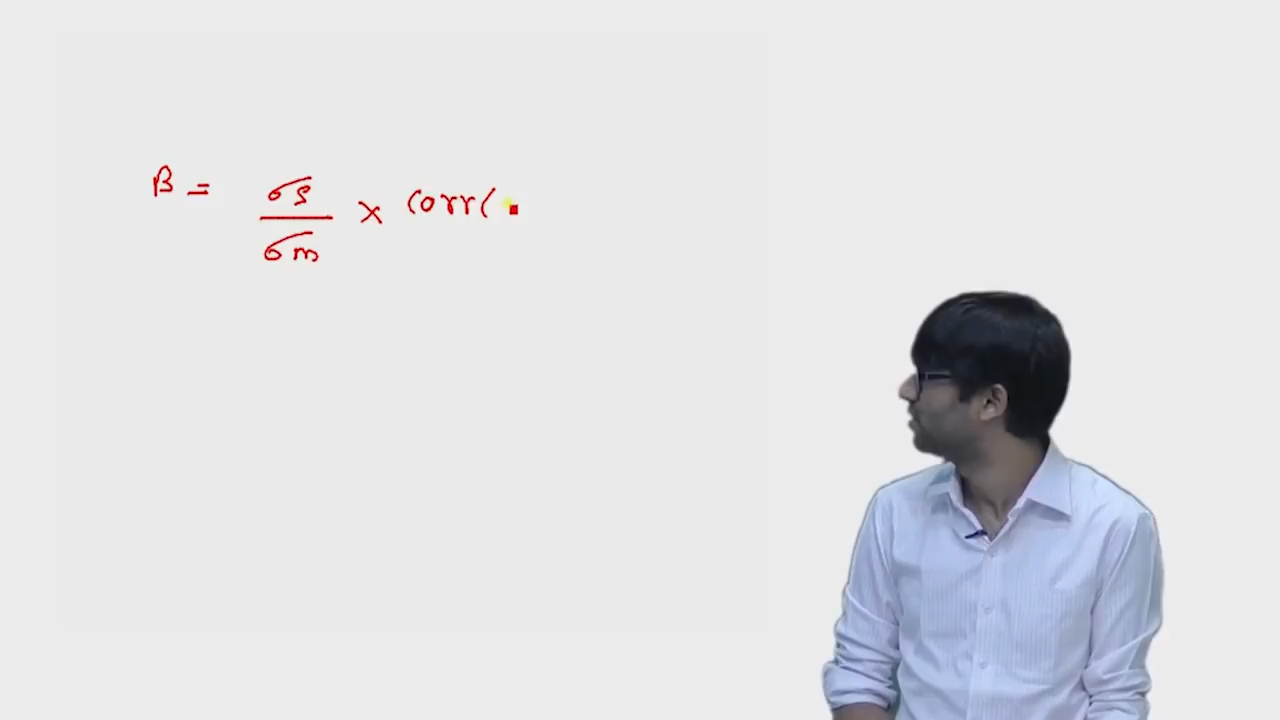 β = σs / σm × Corr(